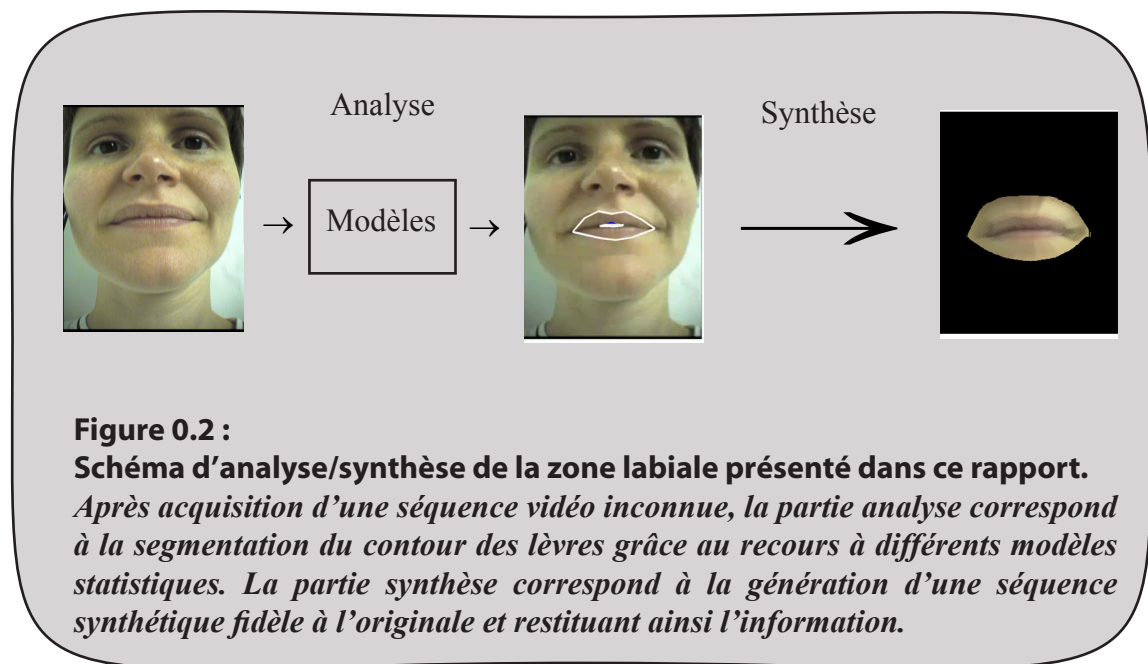 Analyse
Synthèse
Modèles
Figure 0.2 :
Schéma d’analyse/synthèse de la zone labiale présenté dans ce rapport.
Après acquisition d’une séquence vidéo inconnue, la partie analyse correspond
à la segmentation du contour des lèvres grâce au recours à différents modèles
statistiques. La partie synthèse correspond à la génération d’une séquence
synthétique fidèle à l’originale et restituant ainsi l’information.